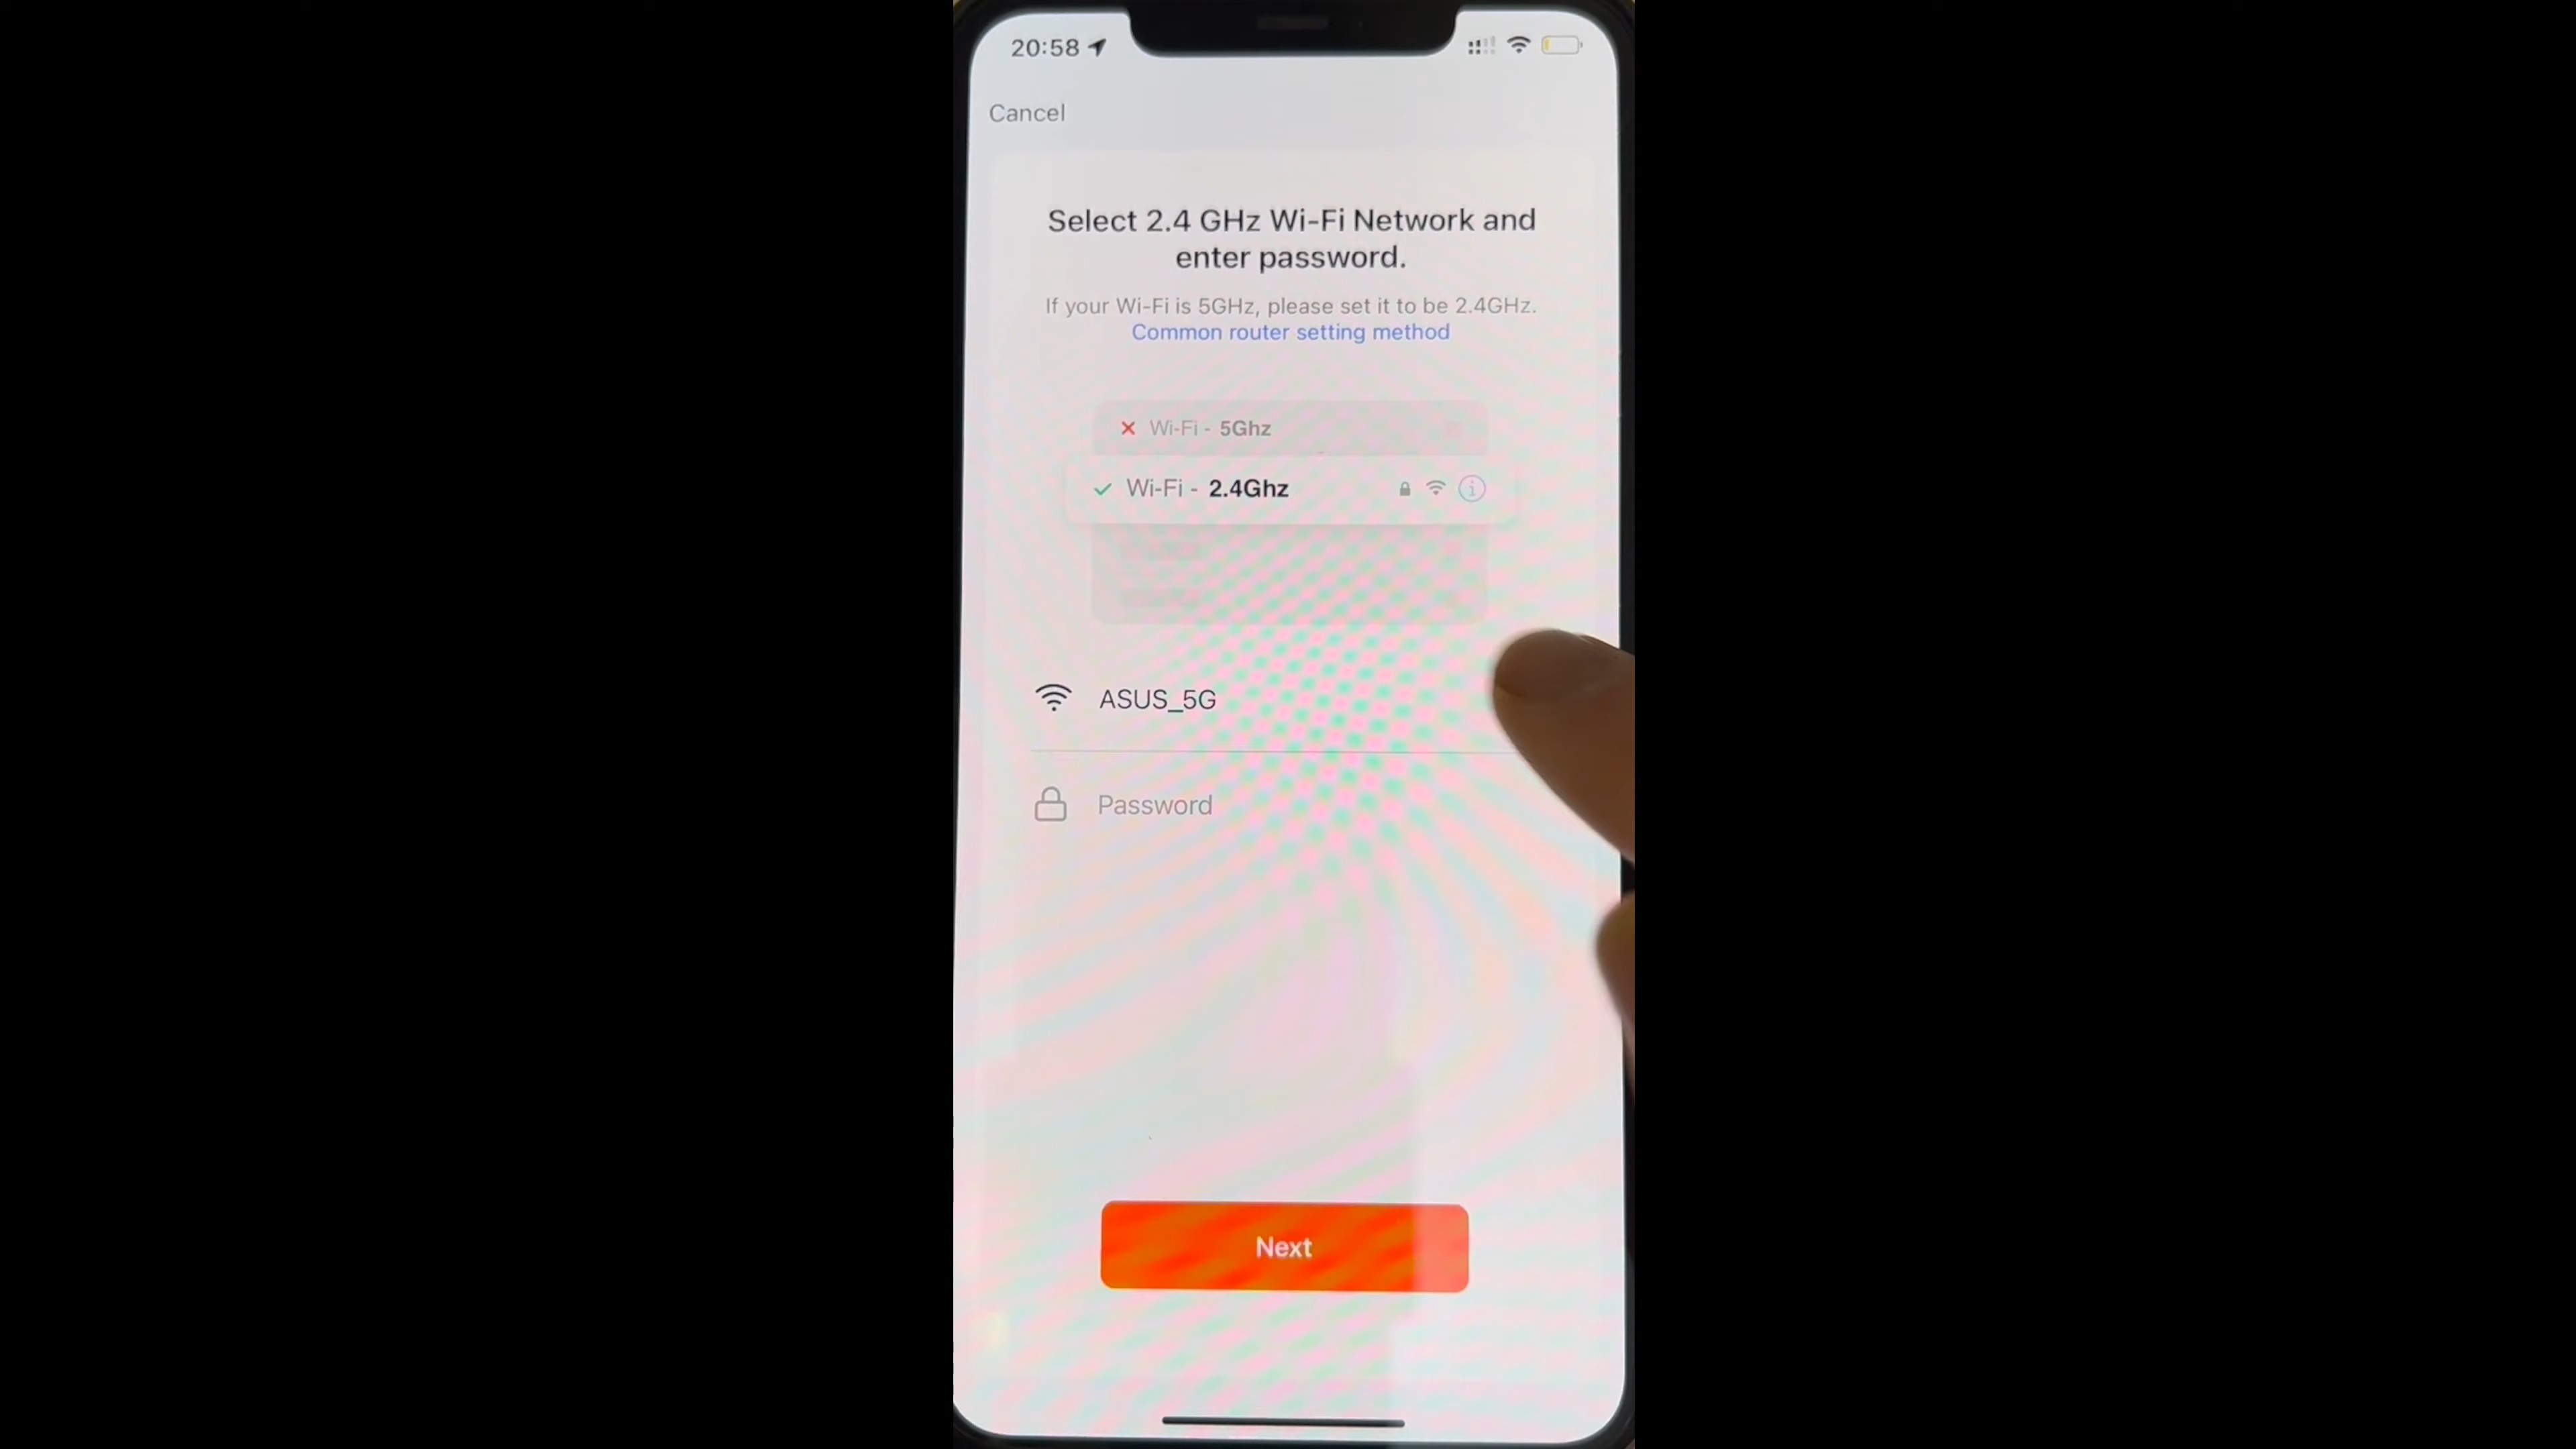 20:58
Cancel
Select 2.4 GHz Wi-Fi Network and
enter password.
If your Wi-Fi is 5GHz, please set it to be 2.4GHz.
Common router setting method
Wi-Fi - 5Ghz
Wi-Fi - 2.4Ghz
ASUS_5G
Password
Next